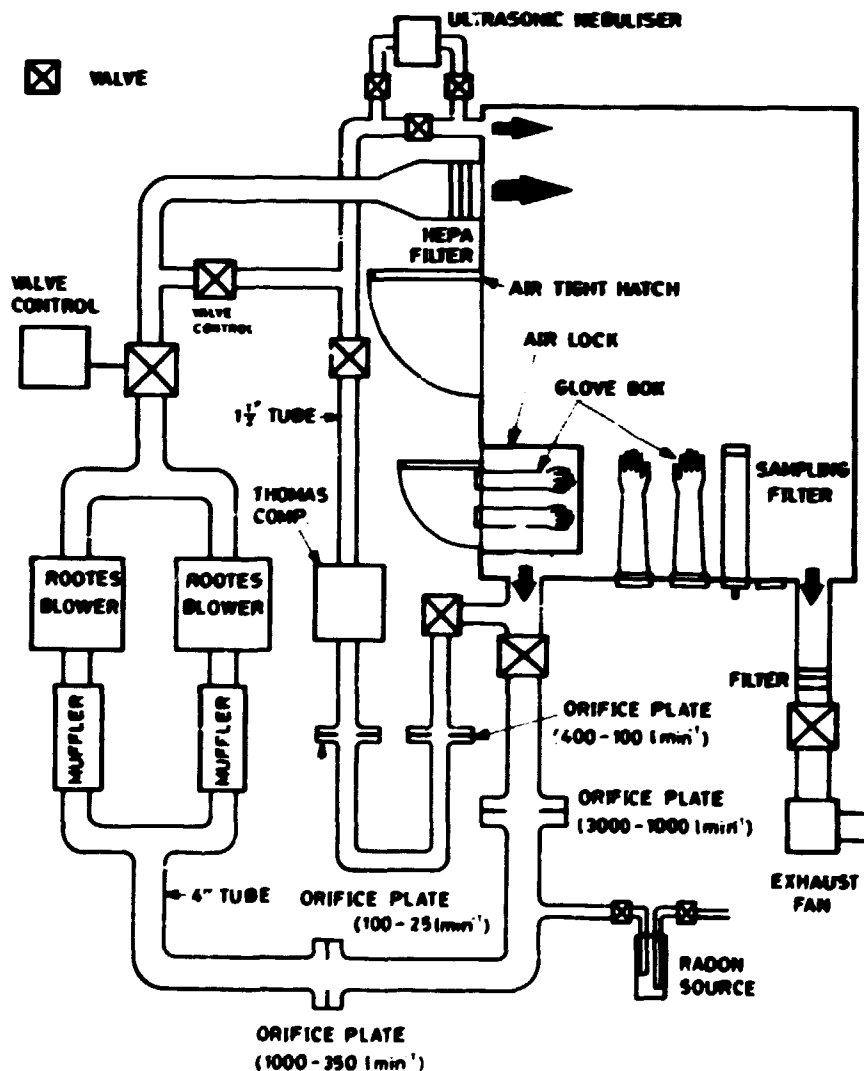 ULTRASONIC NEBULISER
VALVE
HEPA
FILTER
VALVE
CONTROL
VALVE
CONTROL
AIR TIGHT HATCH
AIR LOCK
GLOVE BOX
1½" TUBE
SAMPLING
FILTER
THOMAS
COMP
ROOTES
BLOWER
ROOTES
BLOWER
MUFFLER
MUFFLER
FILTER
ORIFICE PLATE
(400-100 l min⁻¹)
ORIFICE PLATE
(3000-1000 l min⁻¹)
4" TUBE
ORIFICE PLATE
(100-25 l min⁻¹)
EXHAUST
FAN
RADON
SOURCE
ORIFICE PLATE
(1000-350 l min⁻¹)